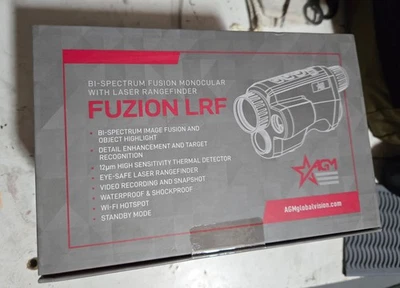 BI-SPECTRUM FUSION MONOCULAR
WITH LASER RANGEFINDER
FUZION LRF
• BI-SPECTRUM IMAGE FUSION AND
OBJECT HIGHLIGHT
• DETAIL ENHANCEMENT AND TARGET
RECOGNITION
• 12μm HIGH SENSITIVITY THERMAL DETECTOR
• EYE-SAFE LASER RANGEFINDER
• VIDEO RECORDING AND SNAPSHOT
• WATERPROOF & SHOCKPROOF
• WI-FI HOTSPOT
• STANDBY MODE
AGM
AGMglobalvision.com